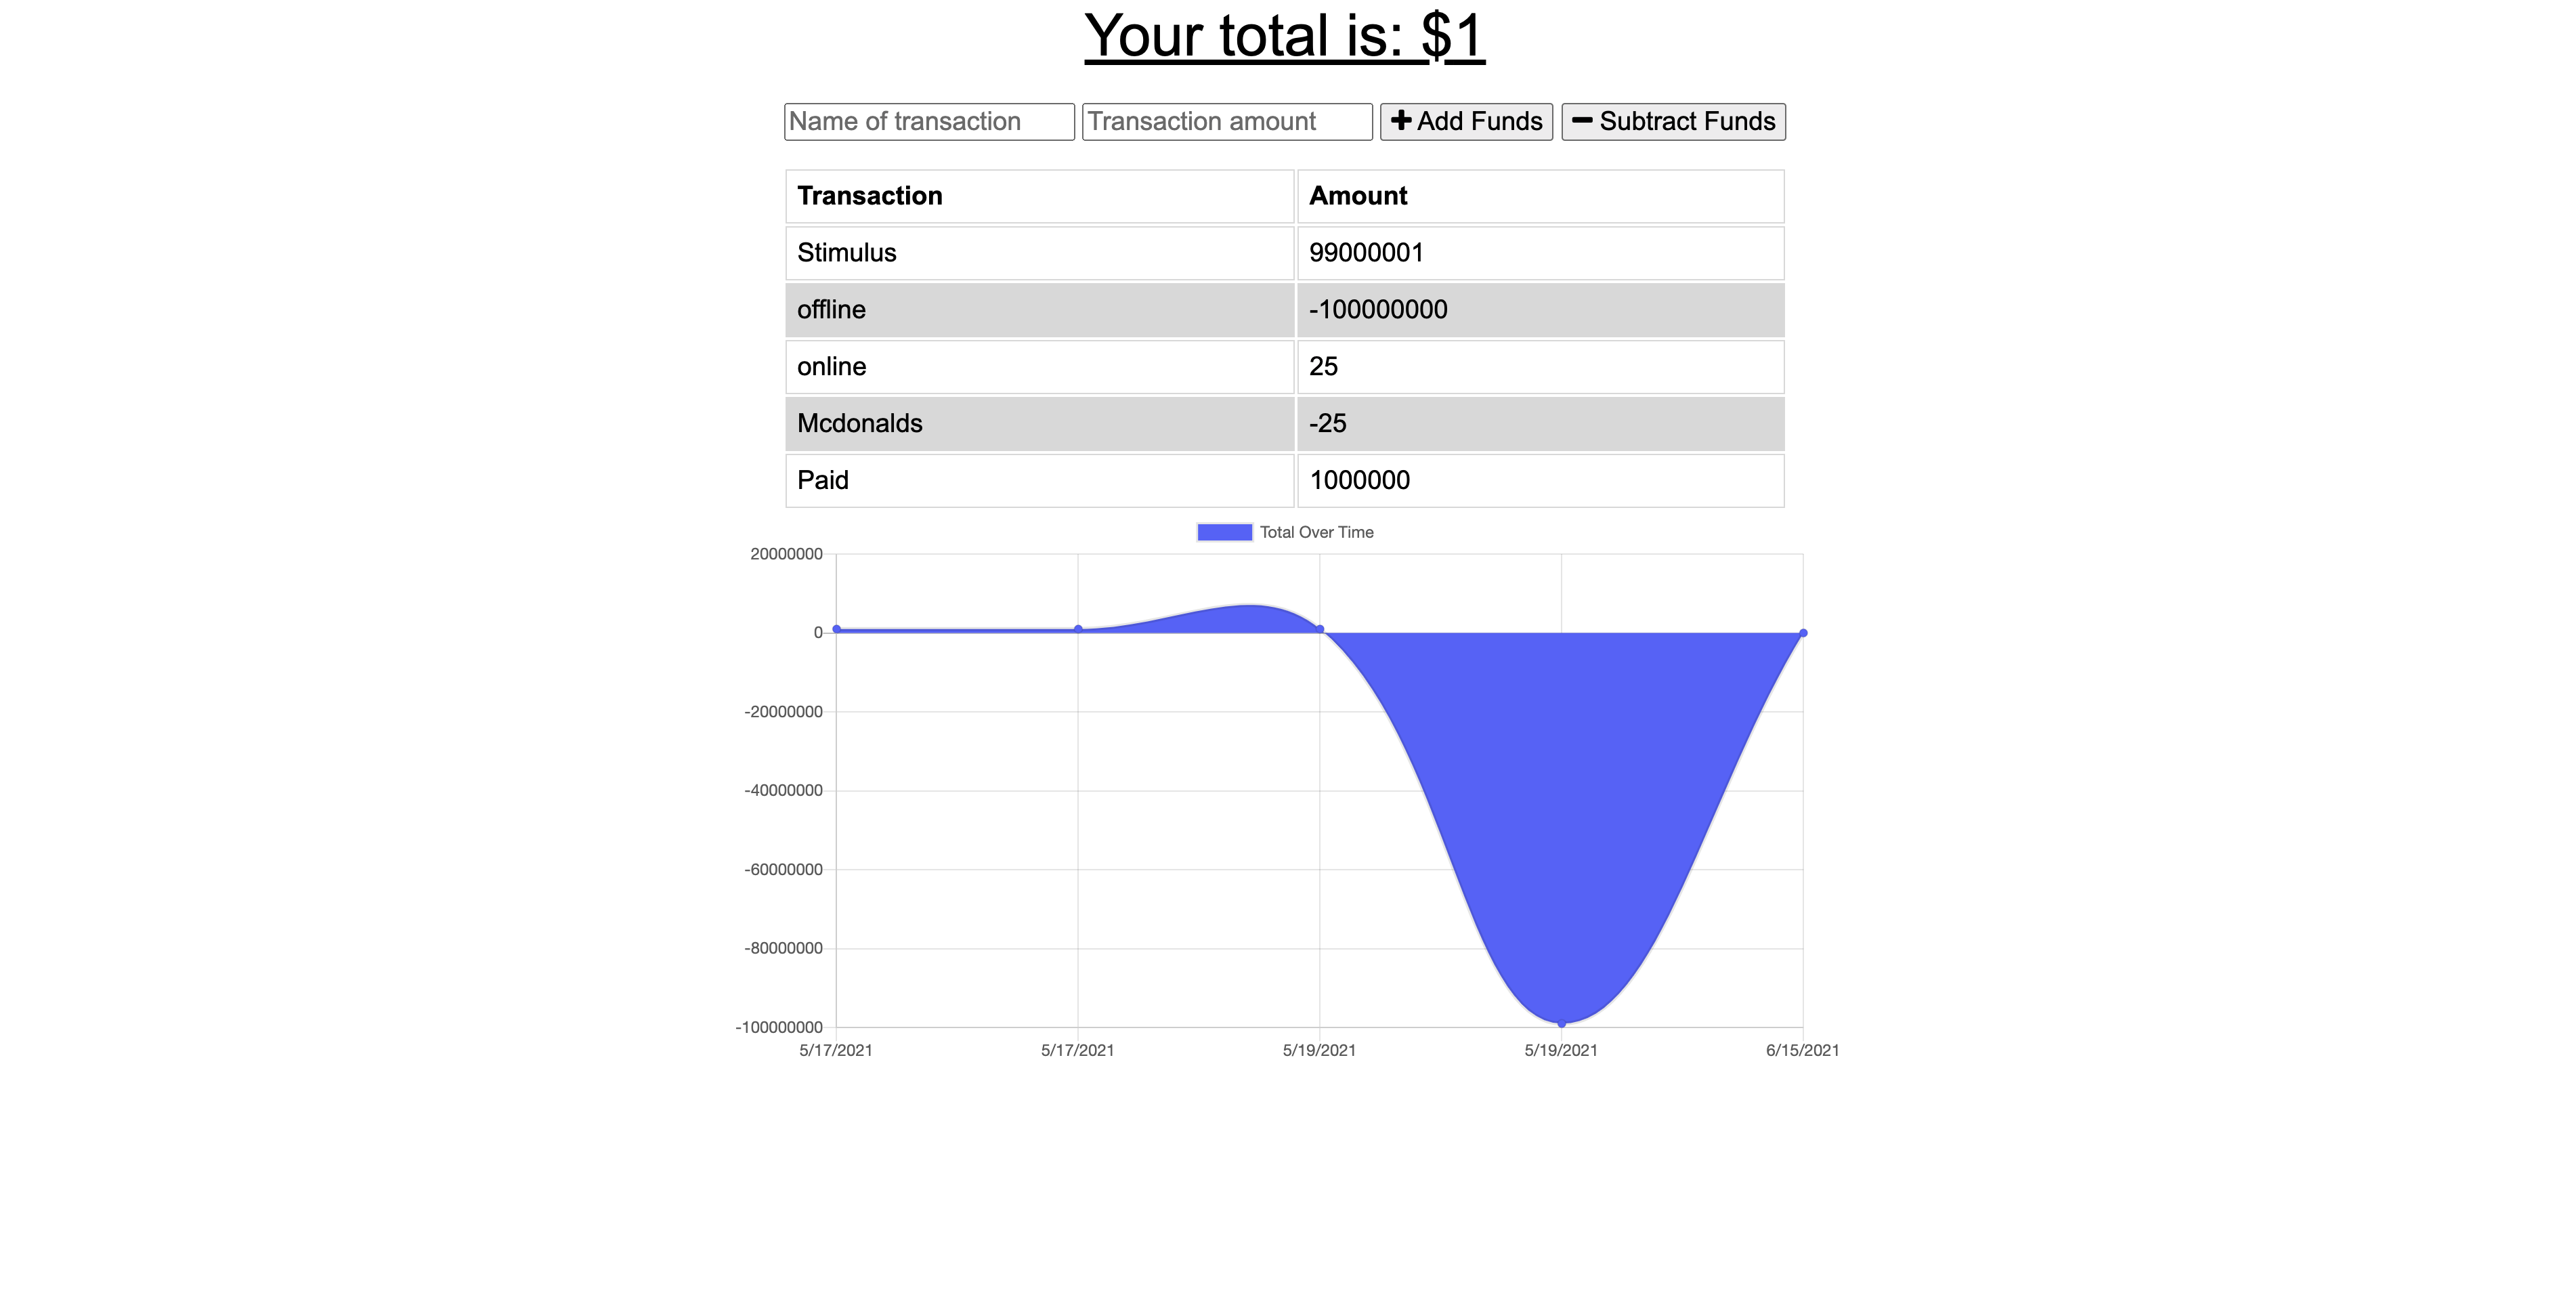 Your total is: $1
Name of transaction Transaction amount Add Funds Subtract Funds
Transaction Amount
Stimulus 99000001
offline -100000000
online 25
Mcdonalds -25
Paid 1000000
Total Over Time
20000000
0
-20000000
-40000000
-60000000
-80000000
-100000000
5/17/2021 5/17/2021 5/19/2021 5/19/2021 6/15/2021